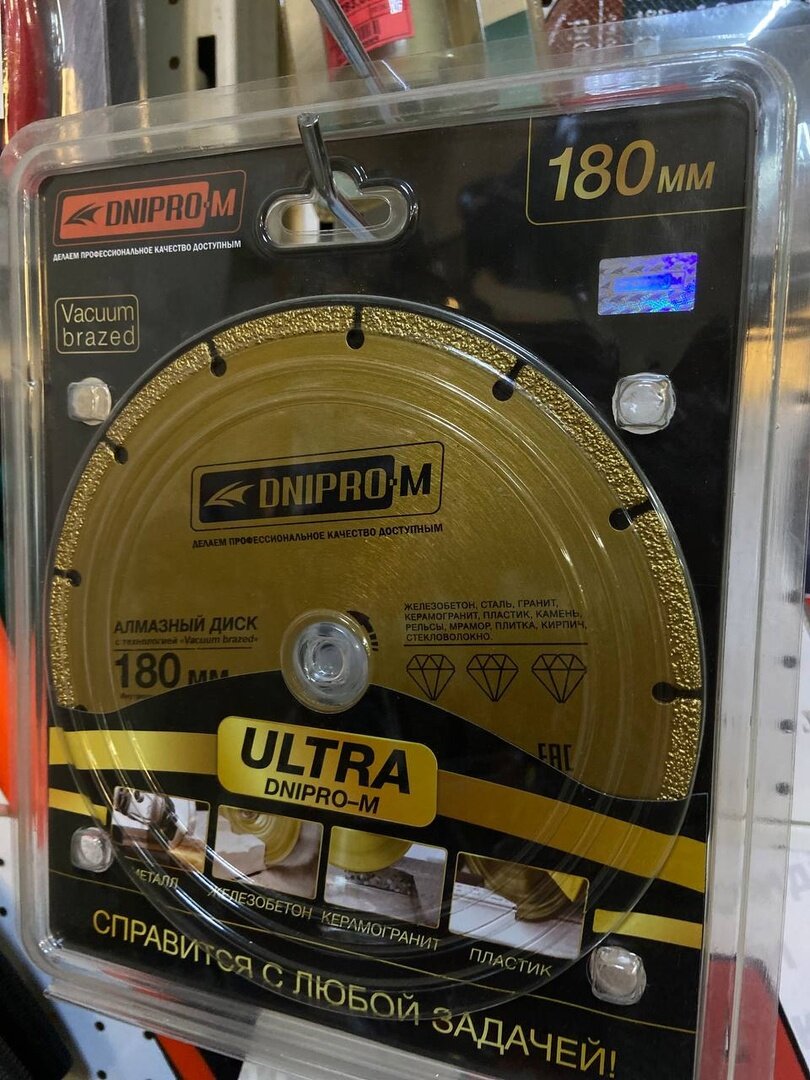 DNIPRO-M
ДЕЛАЕМ ПРОФЕССИОНАЛЬНОЕ КАЧЕСТВО ДОСТУПНЫМ
180 мм
Vacuum
brazed
DNIPRO-M
ДЕЛАЕМ ПРОФЕССИОНАЛЬНОЕ КАЧЕСТВО ДОСТУПНЫМ
АЛМАЗНЫЙ ДИСК
с технологией «Vacuum brazed»
180 мм
ЖЕЛЕЗОБЕТОН, СТАЛЬ, ГРАНИТ,
КЕРАМОГРАНИТ, ПЛАСТИК, КАМЕНЬ,
РЕЛЬСЫ, МРАМОР, ПЛИТКА, КИРПИЧ,
СТЕКЛОВОЛОКНО.
EAC
ULTRA
DNIPRO–M
МЕТАЛЛ
ЖЕЛЕЗОБЕТОН
КЕРАМОГРАНИТ
ПЛАСТИК
СПРАВИТСЯ С ЛЮБОЙ ЗАДАЧЕЙ!